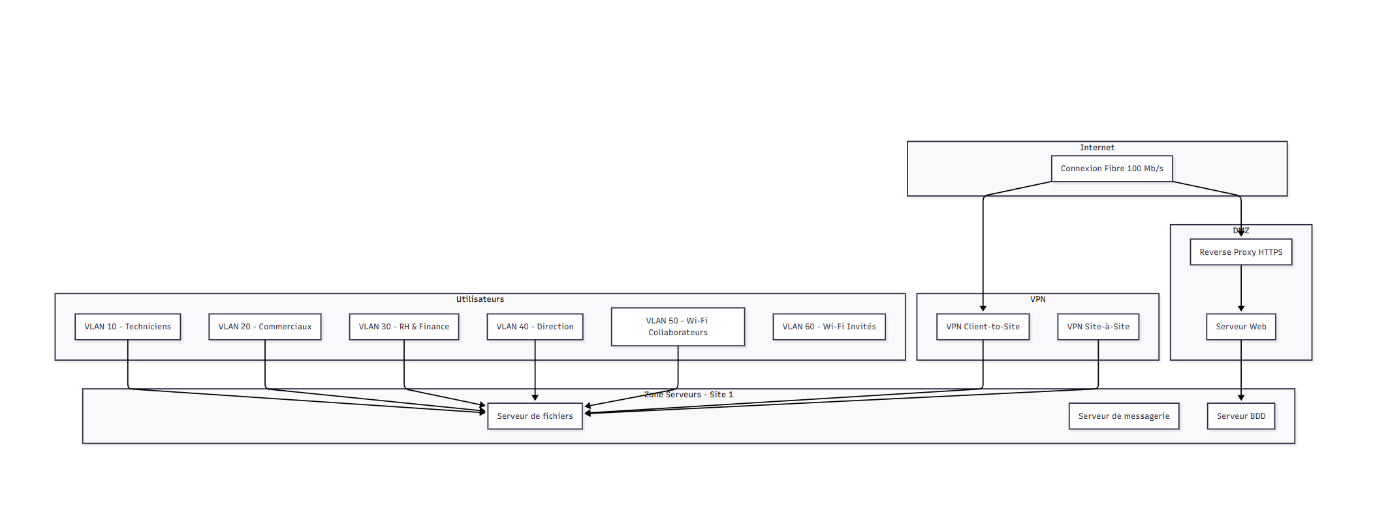 Internet
Connexion Fibre 100 Mb/s
DMZ
Reverse Proxy HTTPS
Utilisateurs
VPN
VLAN 10 - Techniciens
VLAN 20 - Commerciaux
VLAN 30 - RH & Finance
VLAN 40 - Direction
VLAN 50 - Wi-Fi
Collaborateurs
VLAN 60 - Wi-Fi Invités
VPN Client-to-Site
VPN Site-à-Site
Serveur Web
Zone Serveurs - Site 1
Serveur de fichiers
Serveur de messagerie
Serveur BDD